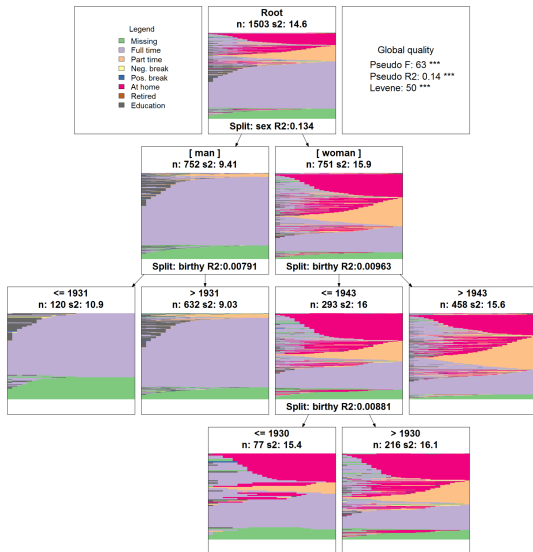 Legend
Missing
Full time
Part time
Neg. break
Pos. break
At home
Retired
Education
Root
n: 1503 s2: 14.6
Split: sex R2:0.134
Global quality
Pseudo F: 63 ***
Pseudo R2: 0.14 ***
Levene: 50 ***
[ man ]
n: 752 s2: 9.41
Split: birthy R2:0.00791
[ woman ]
n: 751 s2: 15.9
Split: birthy R2:0.00963
<= 1931
n: 120 s2: 10.9
> 1931
n: 632 s2: 9.03
<= 1943
n: 293 s2: 16
Split: birthy R2:0.00881
> 1943
n: 458 s2: 15.6
<= 1930
n: 77 s2: 15.4
> 1930
n: 216 s2: 16.1